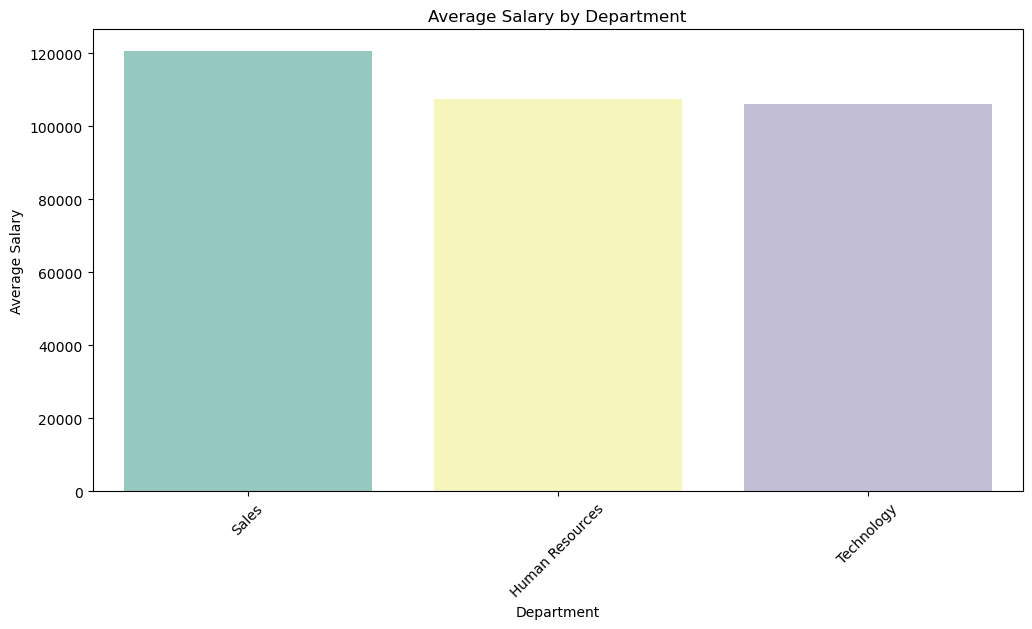 Average Salary by Department
Average Salary
120000
100000
80000
60000
40000
20000
0
Sales
Human Resources
Technology
Department